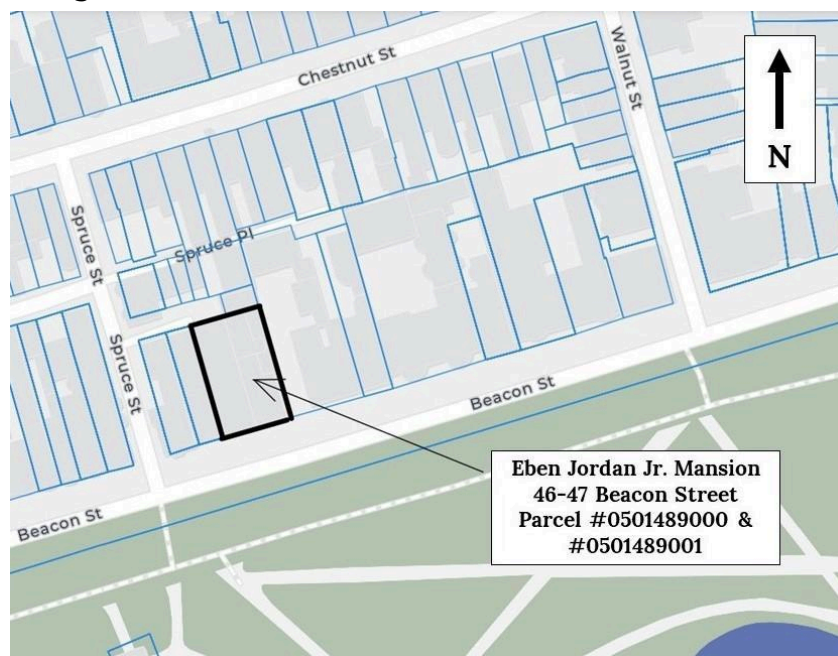 Chestnut St
Walnut St
N
Spruce St
Spruce Pl
Spruce St
Beacon St
Eben Jordan Jr. Mansion
46-47 Beacon Street
Parcel #0501489000 &
#0501489001
Beacon St